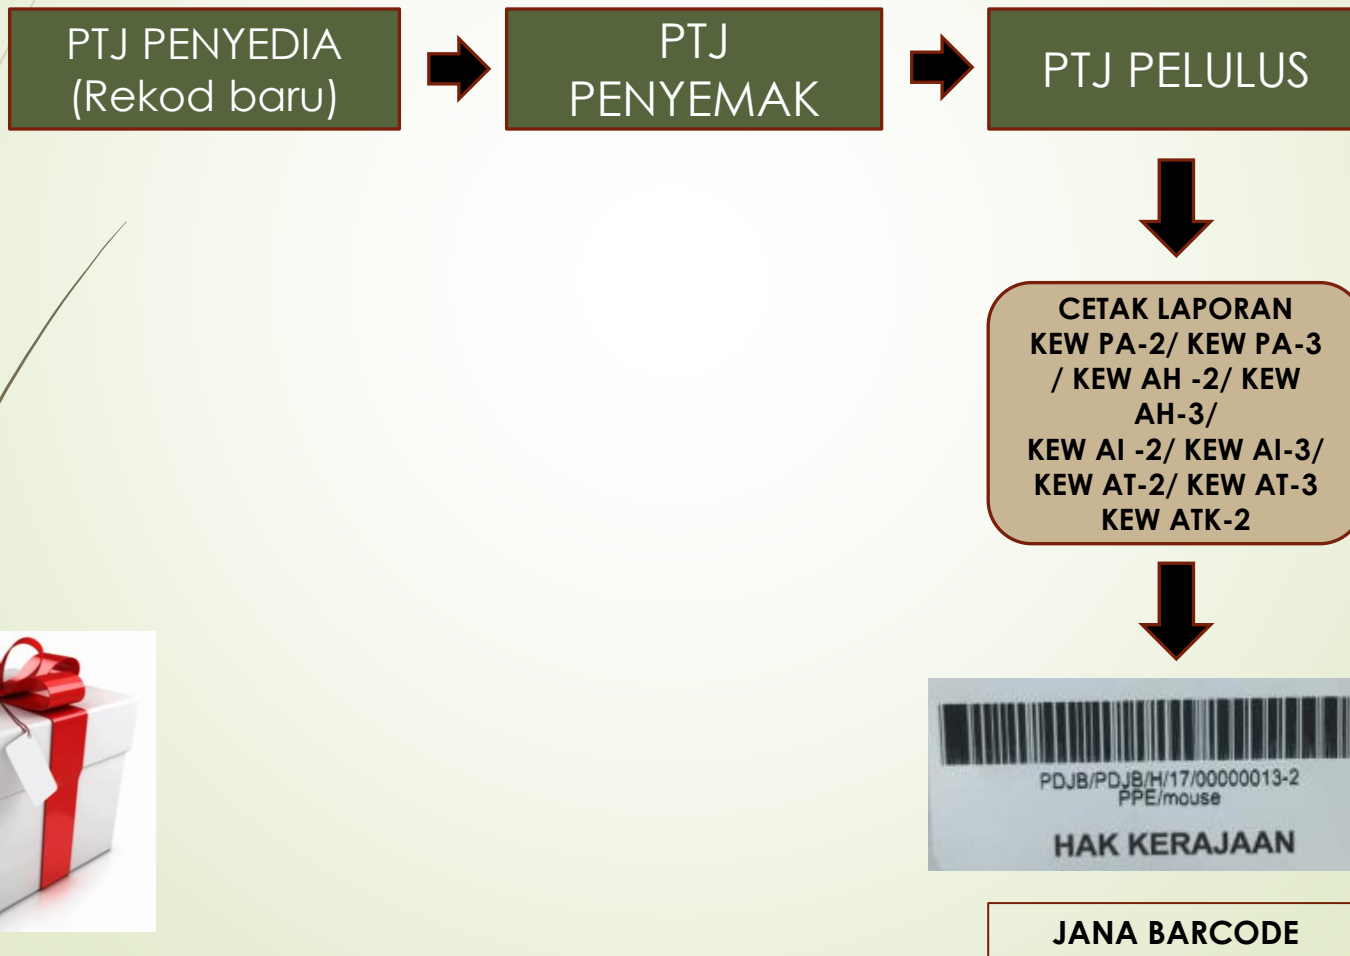 PTJ PENYEDIA
(Rekod baru)
PTJ
PENYEMAK
PTJ PELULUS
CETAK LAPORAN
KEW PA-2/ KEW PA-3
/ KEW AH -2/ KEW
AH-3/
KEW AI -2/ KEW AI-3/
KEW AT-2/ KEW AT-3
KEW ATK-2
PDJB/PDJB/H/17/00000013-2
PPE/mouse
HAK KERAJAAN
JANA BARCODE